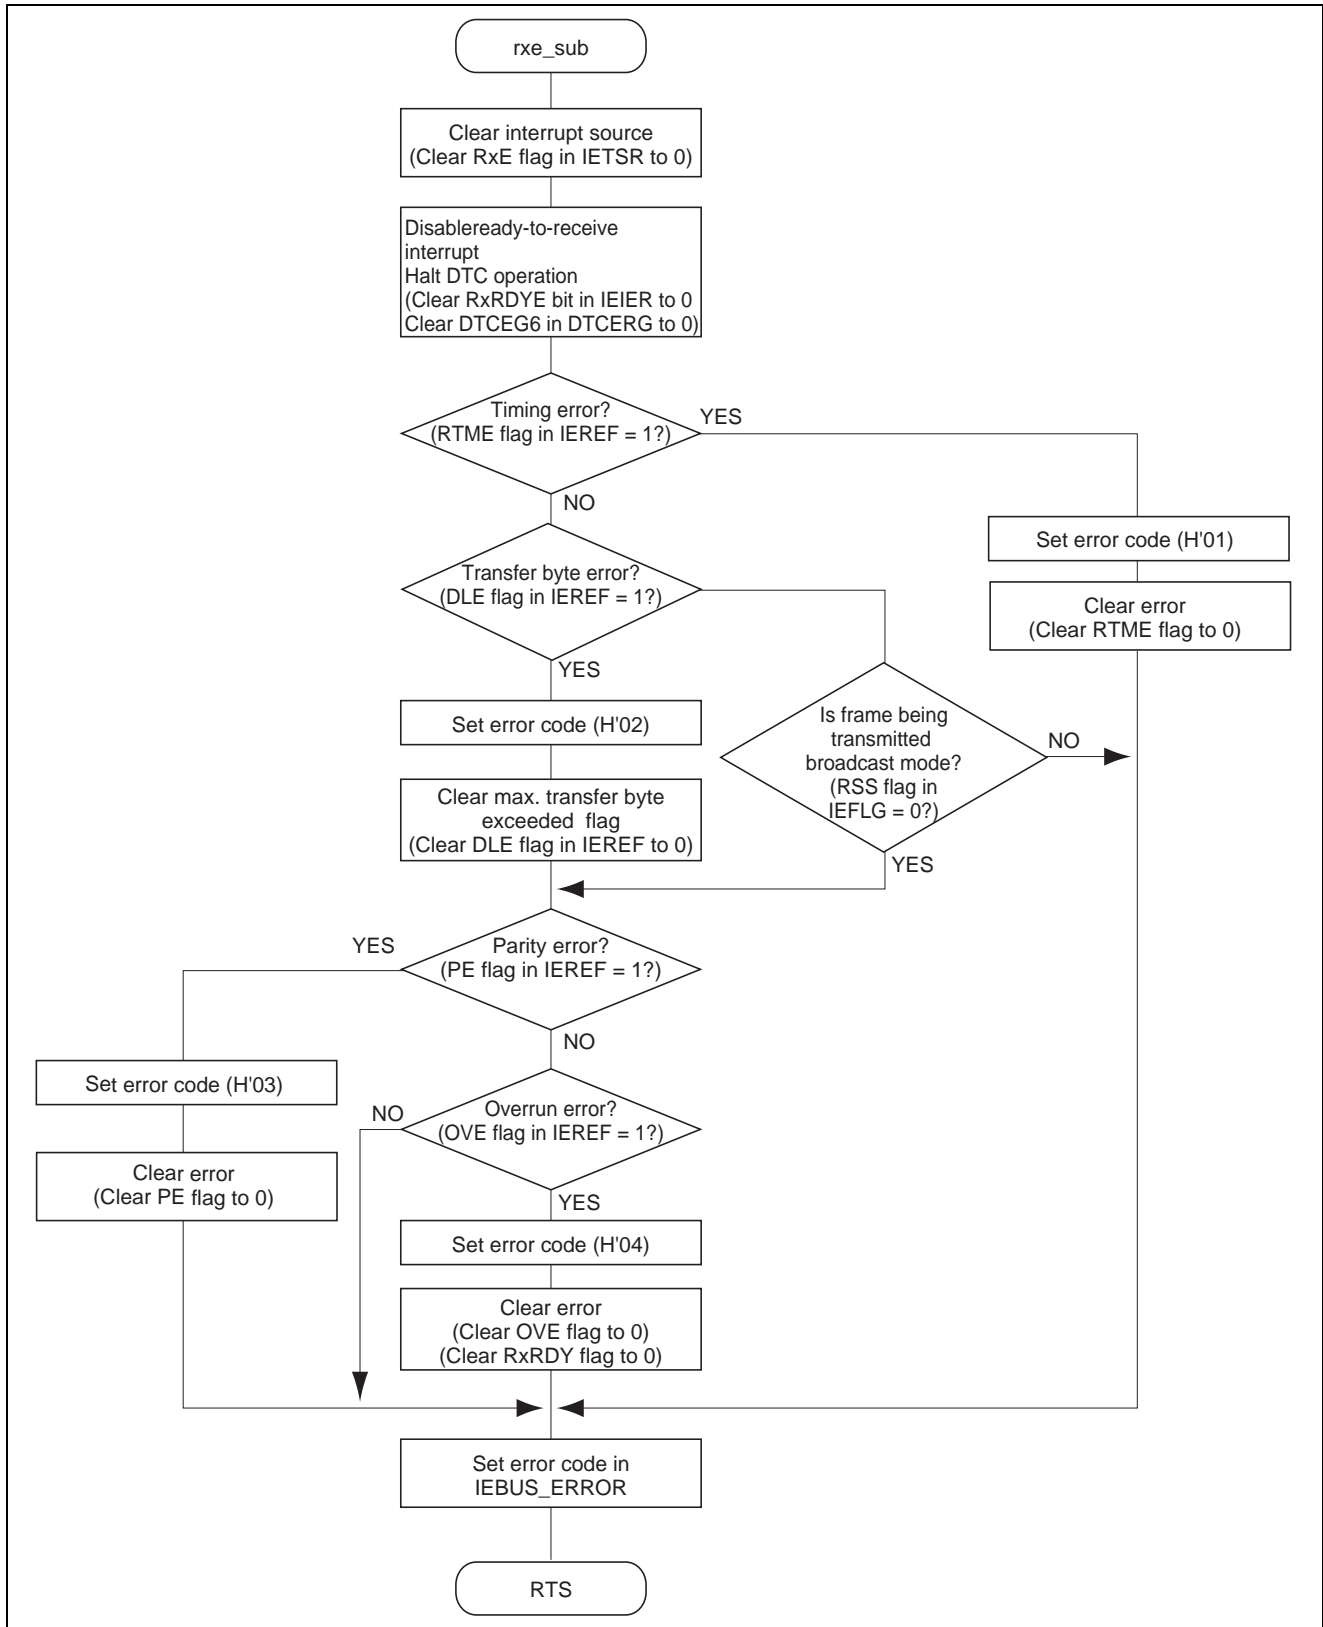 rxe_sub
Clear interrupt source
(Clear RxE flag in IETSR to 0)
Disableready-to-receive
interrupt
Halt DTC operation
(Clear RxRDYE bit in IEIER to 0
Clear DTCEG6 in DTCERG to 0)
Timing error?
(RTME flag in IEREF = 1?)
YES
NO
Set error code (H'01)
Clear error
(Clear RTME flag to 0)
Transfer byte error?
(DLE flag in IEREF = 1?)
YES
Set error code (H'02)
Clear max. transfer byte
exceeded flag
(Clear DLE flag in IEREF to 0)
Is frame being
transmitted
broadcast mode?
(RSS flag in
IEFLG = 0?)
NO
YES
Parity error?
(PE flag in IEREF = 1?)
YES
NO
Set error code (H'03)
Clear error
(Clear PE flag to 0)
Overrun error?
(OVE flag in IEREF = 1?)
NO
YES
Set error code (H'04)
Clear error
(Clear OVE flag to 0)
(Clear RxRDY flag to 0)
Set error code in
IEBUS_ERROR
RTS